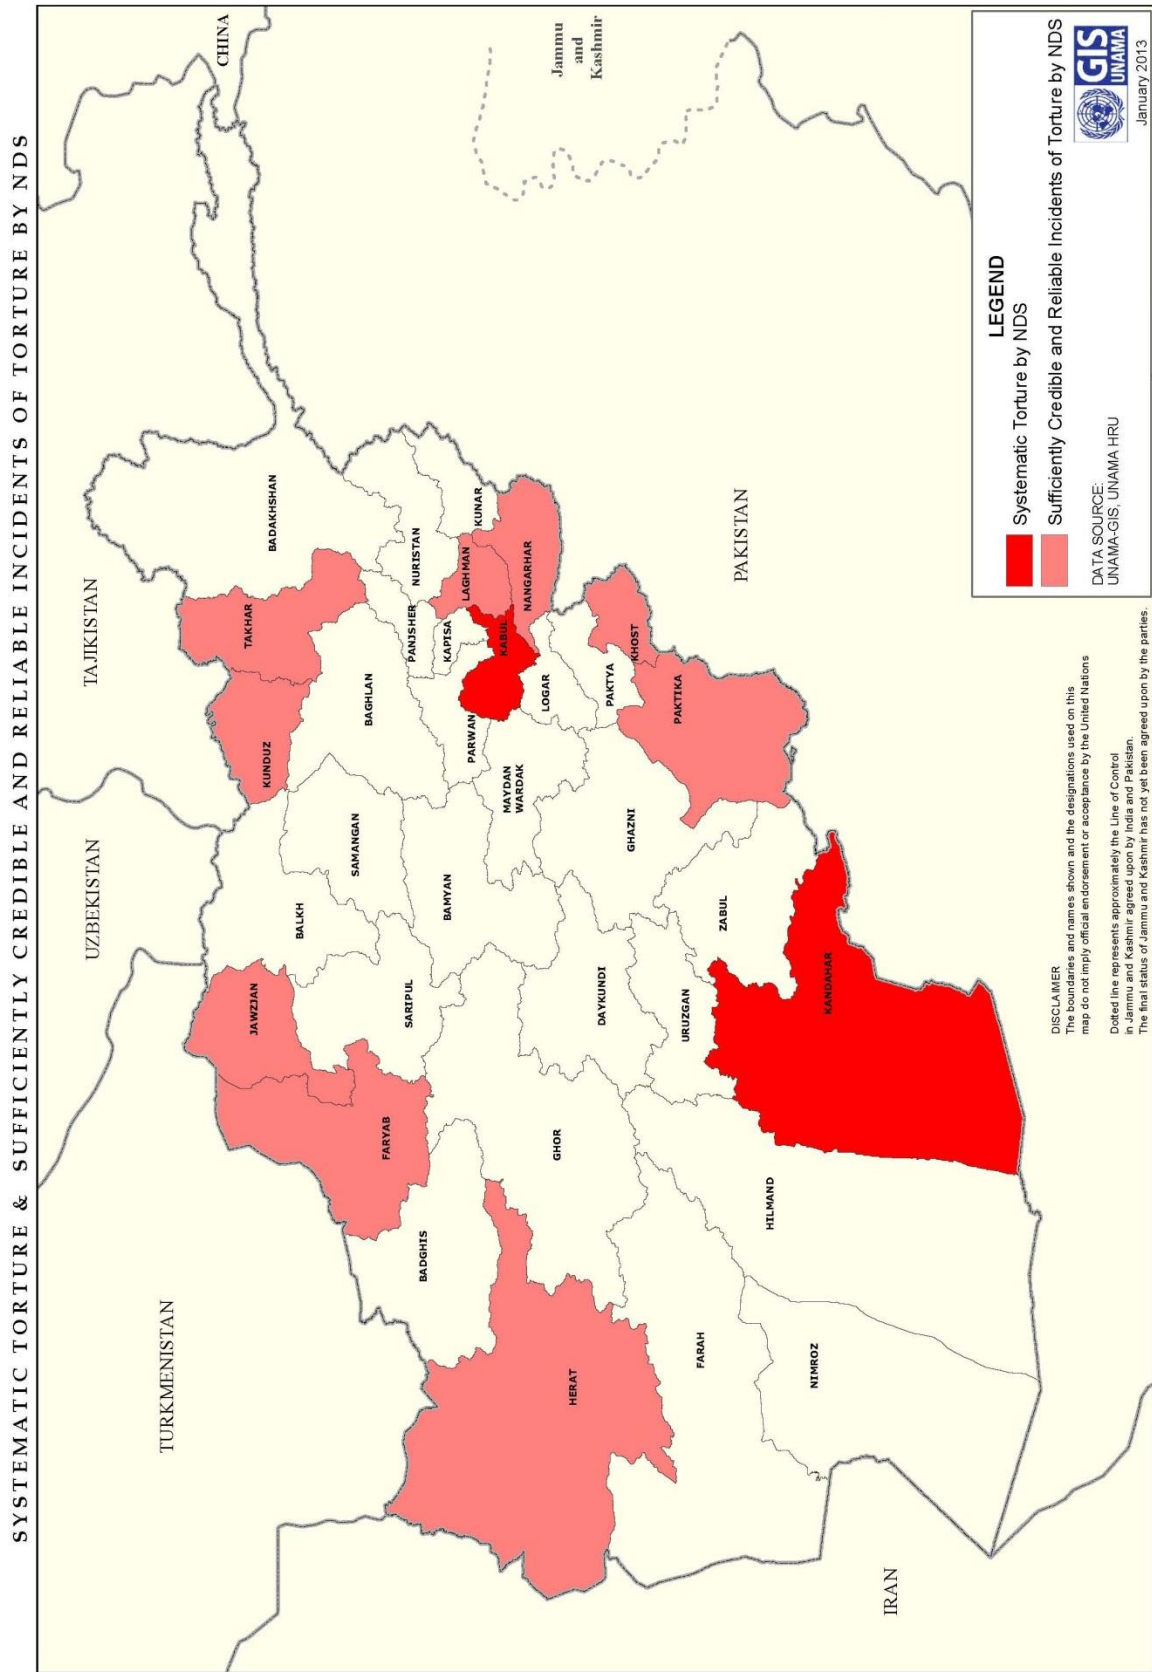 SYSTEMATIC TORTURE & SUFFICIENTLY CREDIBLE AND RELIABLE INCIDENTS OF TORTURE BY NDS
UZBEKISTAN
TAJIKISTAN
CHINA
TURKMENISTAN
JAWZJAN
KUNDUZ
TAKHAR
BADAKHSHAN
BALKH
FARYAB
SAMANGAN
BAGHLAN
SARIPUL
BADGHIS
BAMYAN
PANJSHER
NURISTAN
KAPISA
LAGHMAN
KUNAR
PARWAN
KABUL
NANGARHAR
MAYDAN
WARDAK
LOGAR
HERAT
GHOR
DAYKUNDI
GHAZNI
PAKTYA
KHOST
PAKTIKA
URUZGAN
ZABUL
FARAH
HILMAND
NIMROZ
KANDAHAR
Jammu
and
Kashmir
PAKISTAN
IRAN
DISCLAIMER
The boundaries and names shown and the designations used on this
map do not imply official endorsement or acceptance by the United Nations
Dotted line represents approximately the Line of Control
in Jammu and Kashmir agreed upon by India and Pakistan.
The final status of Jammu and Kashmir has not yet been agreed upon by the parties.
LEGEND
Systematic Torture by NDS
Sufficiently Credible and Reliable Incidents of Torture by NDS
DATA SOURCE:
UNAMA-GIS, UNAMA HRU
GIS
UNAMA
January 2013